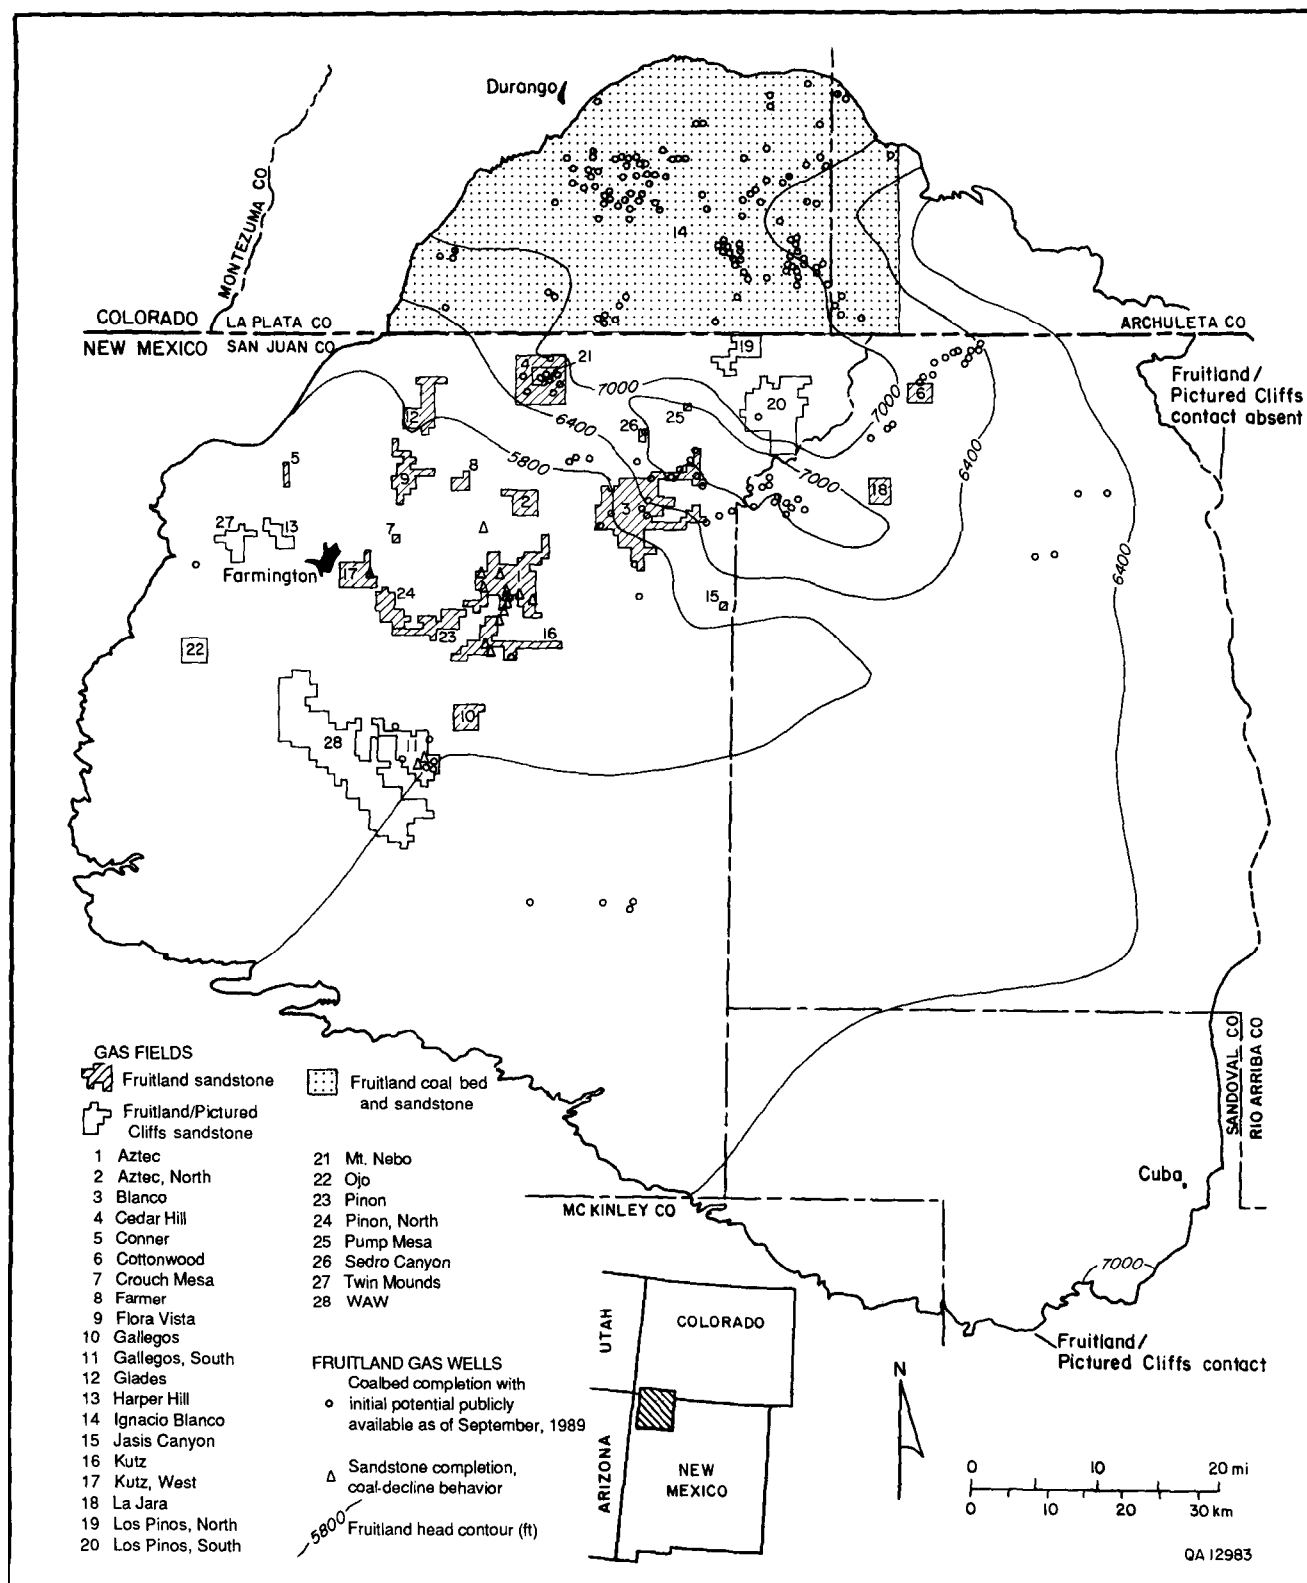 Durango
MONTEZUMA CO
14
COLORADO
LA PLATA CO
ARCHULETA CO
NEW MEXICO
SAN JUAN CO
19
4
21
Fruitland/
Pictured Cliffs
contact absent
7000
7000
6
20
12
6400
25
26
5800
6400
5
9
8
7000
18
2
3
27
13
7
6400
Farmington
17
1
24
15
23
16
22
10
28
11
SANDOVAL CO
RIO ARRIBA CO
Cuba
MC KINLEY CO
7000
Fruitland/
Pictured Cliffs contact
GAS FIELDS
Fruitland sandstone
Fruitland/Pictured
Cliffs sandstone
Fruitland coal bed
and sandstone
1 Aztec
2 Aztec, North
3 Blanco
4 Cedar Hill
5 Conner
6 Cottonwood
7 Crouch Mesa
8 Farmer
9 Flora Vista
10 Gallegos
11 Gallegos, South
12 Glades
13 Harper Hill
14 Ignacio Blanco
15 Jasis Canyon
16 Kutz
17 Kutz, West
18 La Jara
19 Los Pinos, North
20 Los Pinos, South
21 Mt. Nebo
22 Ojo
23 Pinon
24 Pinon, North
25 Pump Mesa
26 Sedro Canyon
27 Twin Mounds
28 WAW
FRUITLAND GAS WELLS
Coalbed completion with
initial potential publicly
available as of September, 1989
Sandstone completion,
coal-decline behavior
5800
Fruitland head contour (ft)
UTAH
COLORADO
ARIZONA
NEW
MEXICO
N
0 10 20 mi
0 10 20 30 km
QA 12983